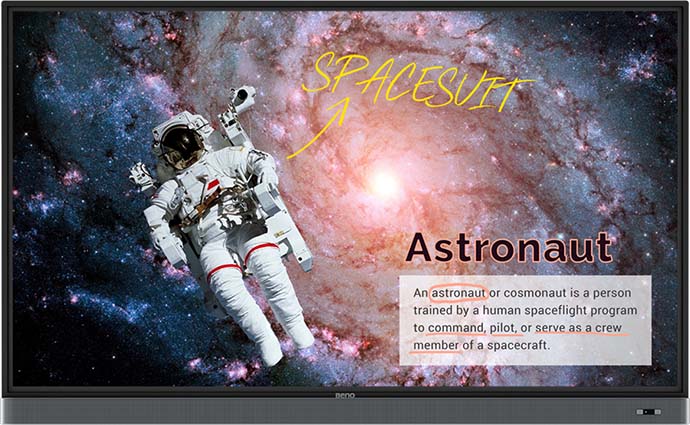 SPACESUIT
Astronaut
An astronaut or cosmonaut is a person
trained by a human spaceflight program
to command, pilot, or serve as a crew
member of a spacecraft.
BenQ